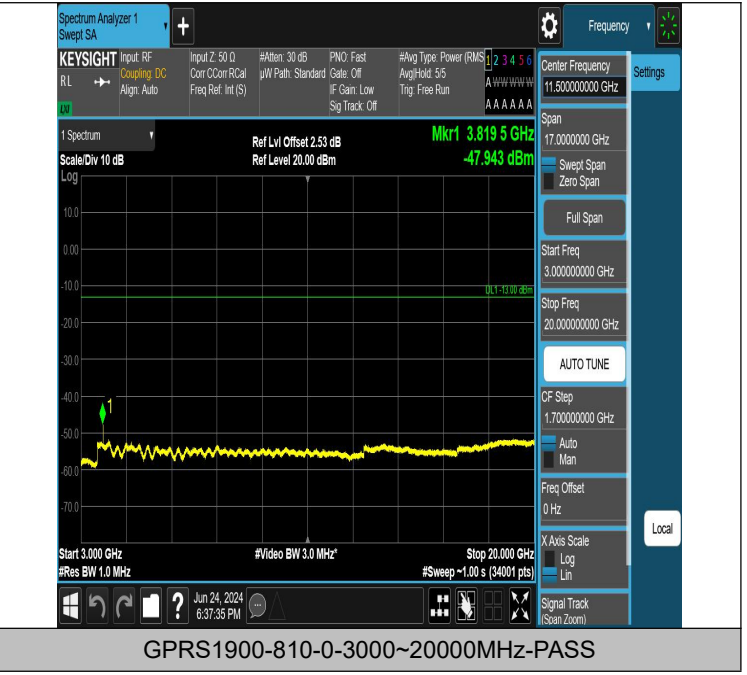 Spectrum Analyzer 1
Swept SA
+
Frequency
KEYSIGHT
RL
LXI
Input: RF
Coupling: DC
Align: Auto
Input Z: 50 Ω
Corr CCorr RCal
Freq Ref: Int (S)
#Atten: 30 dB
µW Path: Standard
PNO: Fast
Gate: Off
IF Gain: Low
Sig Track: Off
#Avg Type: Power (RMS
Avg|Hold: 5/5
Trig: Free Run
1 2 3 4 5 6
A W W W W W
A A A A A A
Center Frequency
11.500000000 GHz
Settings
Span
17.0000000 GHz
Swept Span
Zero Span
Full Span
Start Freq
3.000000000 GHz
Stop Freq
20.000000000 GHz
AUTO TUNE
CF Step
1.700000000 GHz
Auto
Man
Freq Offset
0 Hz
X Axis Scale
Log
Lin
Signal Track
(Span Zoom)
Local
1 Spectrum
Scale/Div 10 dB
Log
Ref Lvl Offset 2.53 dB
Ref Level 20.00 dBm
Mkr1 3.819 5 GHz
-47.943 dBm
10.0
0.00
-10.0
DL1 -13.00 dBm
-20.0
-30.0
-40.0
1
-50.0
-60.0
-70.0
Start 3.000 GHz
#Res BW 1.0 MHz
#Video BW 3.0 MHz*
Stop 20.000 GHz
#Sweep ~1.00 s (34001 pts)
?
Jun 24, 2024
6:37:35 PM
GPRS1900-810-0-3000~20000MHz-PASS